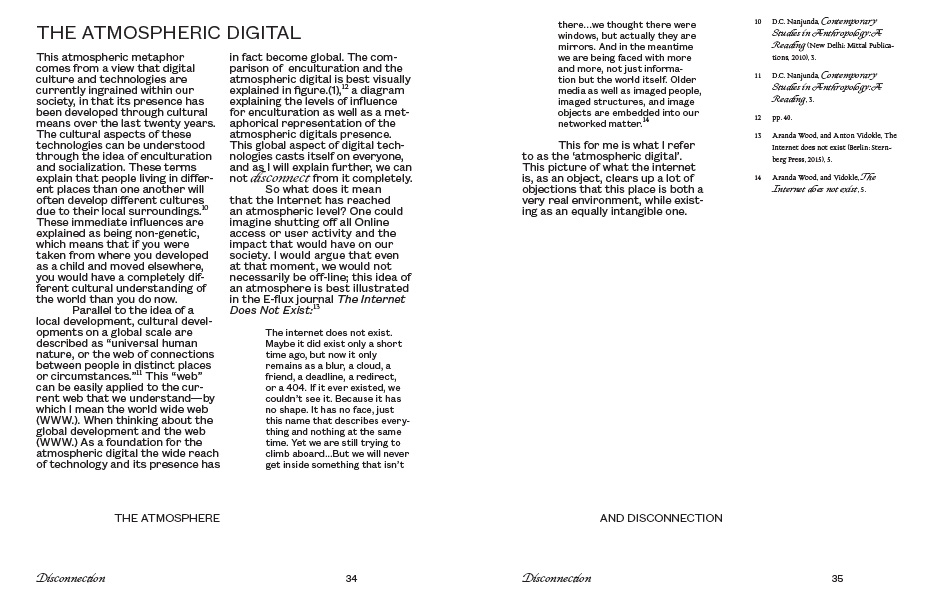 THE ATMOSPHERIC DIGITAL
This atmospheric metaphor
comes from a view that digital
culture and technologies are
currently ingrained within our
society, in that its presence has
been developed through cultural
means over the last twenty years.
The cultural aspects of these
technologies can be understood
through the idea of enculturation
and socialization. These terms
explain that people living in differ-
ent places than one another will
often develop different cultures
due to their local surroundings.10
These immediate influences are
explained as being non-genetic,
which means that if you were
taken from where you developed
as a child and moved elsewhere,
you would have a completely dif-
ferent cultural understanding of
the world than you do now.
Parallel to the idea of a
local development, cultural devel-
opments on a global scale are
described as “universal human
nature, or the web of connections
between people in distinct places
or circumstances.”11 This “web”
can be easily applied to the cur-
rent web that we understand—by
which I mean the world wide web
(WWW.). When thinking about the
global development and the web
(WWW.) As a foundation for the
atmospheric digital the wide reach
of technology and its presence has
in fact become global. The com-
parison of enculturation and the
atmospheric digital is best visually
explained in figure.(1),12 a diagram
explaining the levels of influence
for enculturation as well as a met-
aphorical representation of the
atmospheric digitals presence.
This global aspect of digital tech-
nologies casts itself on everyone,
and as I will explain further, we can
not disconnect from it completely.
So what does it mean
that the Internet has reached
an atmospheric level? One could
imagine shutting off all Online
access or user activity and the
impact that would have on our
society. I would argue that even
at that moment, we would not
necessarily be off-line; this idea of
an atmosphere is best illustrated
in the E-flux journal The Internet
Does Not Exist:13
The internet does not exist.
Maybe it did exist only a short
time ago, but now it only
remains as a blur, a cloud, a
friend, a deadline, a redirect,
or a 404. If it ever existed, we
couldn’t see it. Because it has
no shape. It has no face, just
this name that describes every-
thing and nothing at the same
time. Yet we are still trying to
climb aboard...But we will never
get inside something that isn’t
THE ATMOSPHERE
Disconnection
34
there...we thought there were
windows, but actually they are
mirrors. And in the meantime
we are being faced with more
and more, not just informa-
tion but the world itself. Older
media as well as imaged people,
imaged structures, and image
objects are embedded into our
networked matter.14
This for me is what I refer
to as the ‘atmospheric digital’.
This picture of what the internet
is, as an object, clears up a lot of
objections that this place is both a
very real environment, while exist-
ing as an equally intangible one.
10 D.C. Nanjunda, Contemporary
Studies in Anthropology: A
Reading (New Delhi: Mittal Publica-
tions, 2010), 3.
11 D.C. Nanjunda, Contemporary
Studies in Anthropology: A
Reading, 3.
12 pp. 40.
13 Aranda Wood, and Anton Vidokle, The
Internet does not exist (Berlin: Stern-
berg Press, 2015), 5.
14 Aranda Wood, and Vidokle, The
Internet does not exist, 5.
AND DISCONNECTION
Disconnection
35